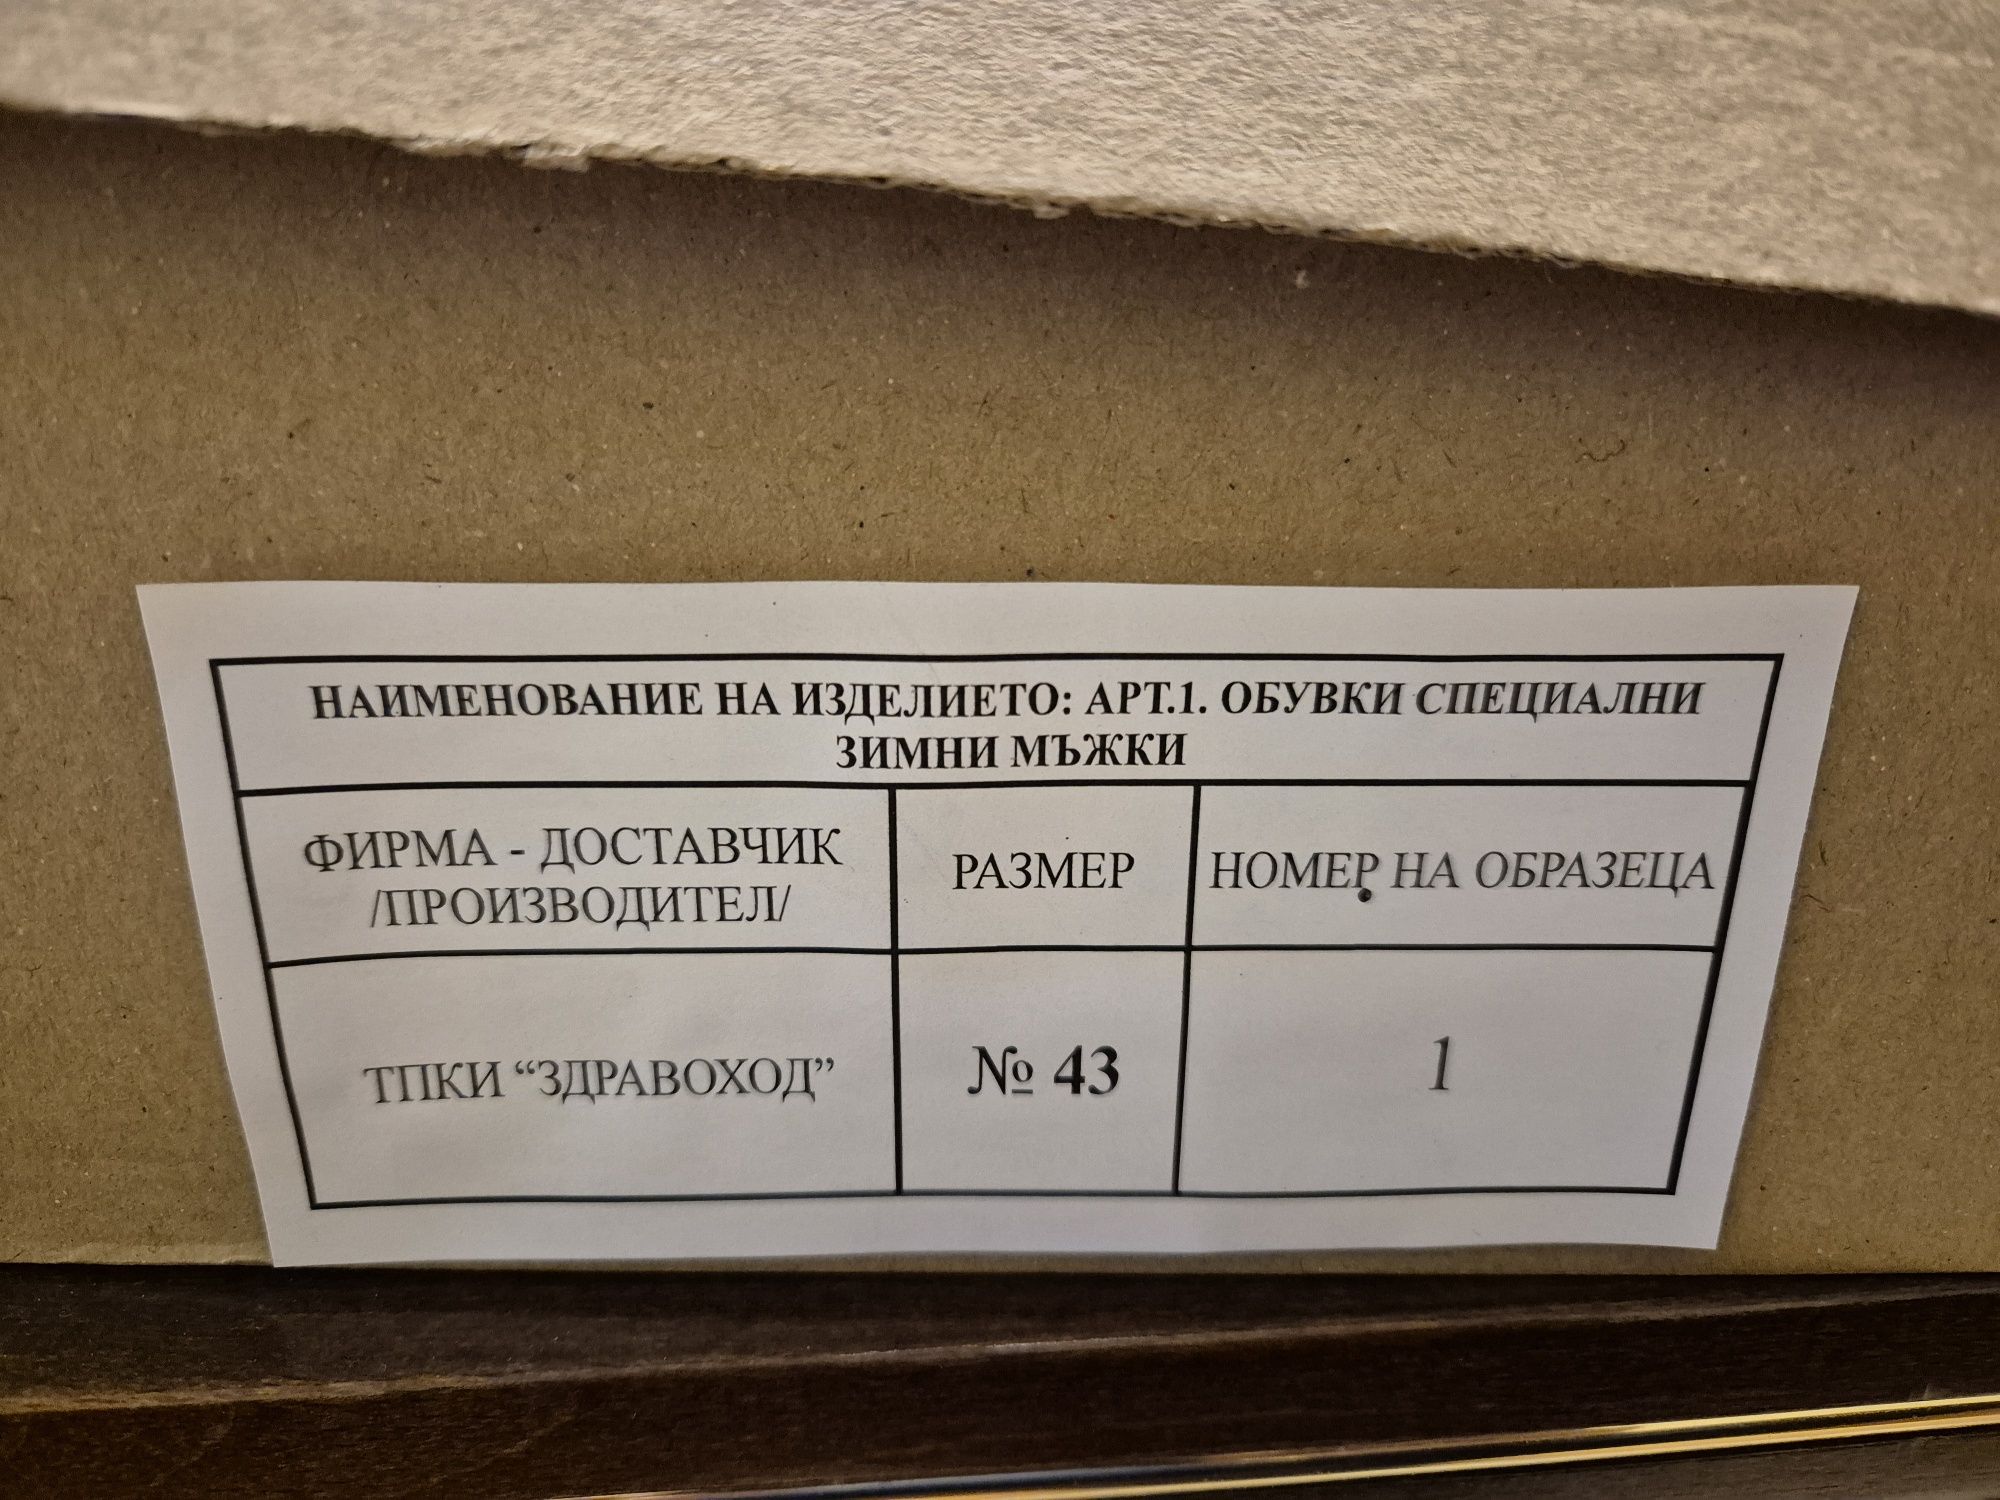 НАИМЕНОВАНИЕ НА ИЗДЕЛИЕТО: АРТ.1. ОБУВКИ СПЕЦИАЛНИ
ЗИМНИ МЪЖКИ
ФИРМА - ДОСТАВЧИК
/ПРОИЗВОДИТЕЛ/
РАЗМЕР
НОМЕР НА ОБРАЗЕЦА
ТПКИ “ЗДРАВОХОД”
№ 43
1